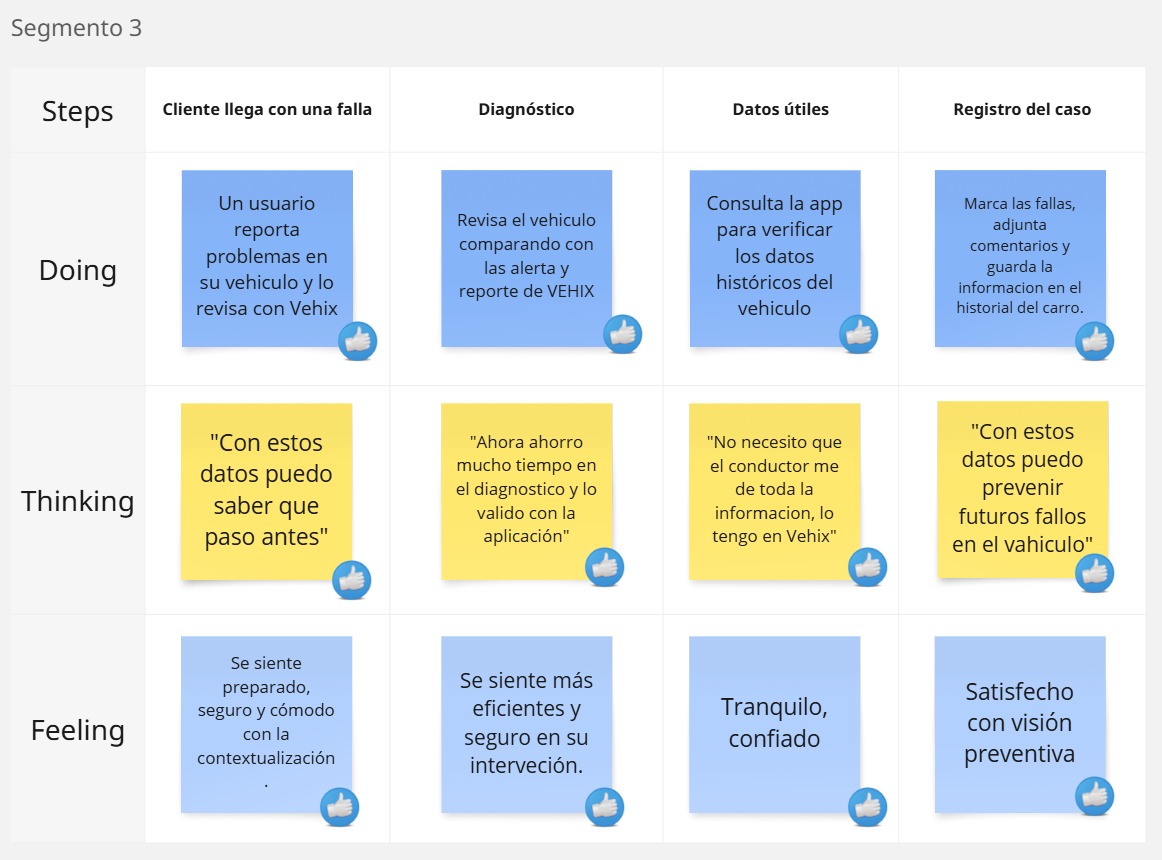 Segmento 3
Steps
Cliente llega con una falla
Diagnóstico
Datos útiles
Registro del caso
Doing
Un usuario
reporta
problemas en
su vehiculo y lo
revisa con Vehix
Revisa el vehiculo
comparando con
las alerta y
reporte de VEHIX
Consulta la app
para verificar
los datos
históricos del
vehiculo
Marca las fallas,
adjunta
comentarios y
guarda la
informacion en el
historial del carro.
Thinking
"Con estos
datos puedo
saber que
paso antes"
"Ahora ahorro
mucho tiempo en
el diagnostico y lo
valido con la
aplicación"
"No necesito que
el conductor me
de toda la
informacion, lo
tengo en Vehix"
"Con estos
datos puedo
prevenir
futuros fallos
en el vahiculo"
Feeling
Se siente
preparado,
seguro y cómodo
con la
contextualización
.
Se siente más
eficientes y
seguro en su
interveción.
Tranquilo,
confiado
Satisfecho
con visión
preventiva